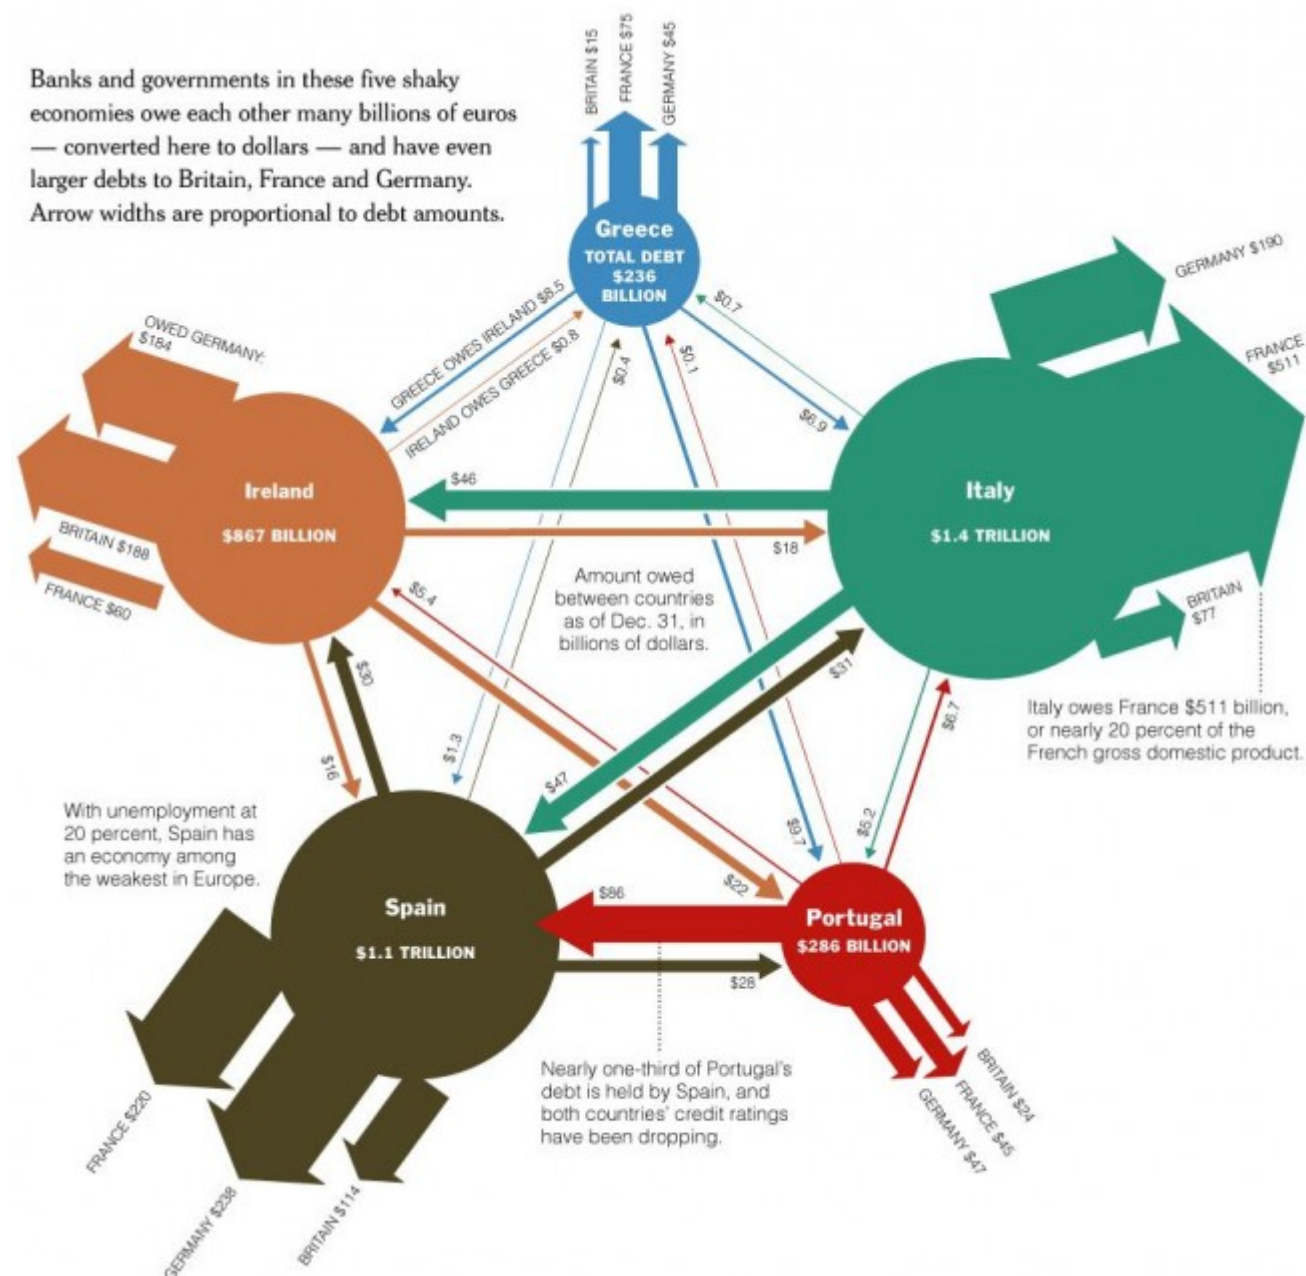 Banks and governments in these five shaky
economies owe each other many billions of euros
— converted here to dollars — and have even
larger debts to Britain, France and Germany.
Arrow widths are proportional to debt amounts.
BRITAIN $15
FRANCE $75
GERMANY $45
Greece
TOTAL DEBT
$236
BILLION
GREECE OWES IRELAND $8.5
IRELAND OWES GREECE $0.8
$0.4
$0.1
$0.7
$6.9
GERMANY $190
FRANCE
$511
OWED GERMANY:
$184
BRITAIN $188
FRANCE $60
Ireland
$867 BILLION
$46
$18
Italy
$1.4 TRILLION
BRITAIN
$77
Amount owed
between countries
as of Dec. 31, in
billions of dollars.
$5.4
$30
$16
$1.3
$47
$31
$6.7
$5.2
$9.7
$22
Italy owes France $511 billion,
or nearly 20 percent of the
French gross domestic product.
With unemployment at
20 percent, Spain has
an economy among
the weakest in Europe.
Spain
$1.1 TRILLION
$86
$28
Portugal
$286 BILLION
Nearly one-third of Portugal's
debt is held by Spain, and
both countries' credit ratings
have been dropping.
FRANCE $220
GERMANY $238
BRITAIN $114
BRITAIN $24
FRANCE $45
GERMANY $47